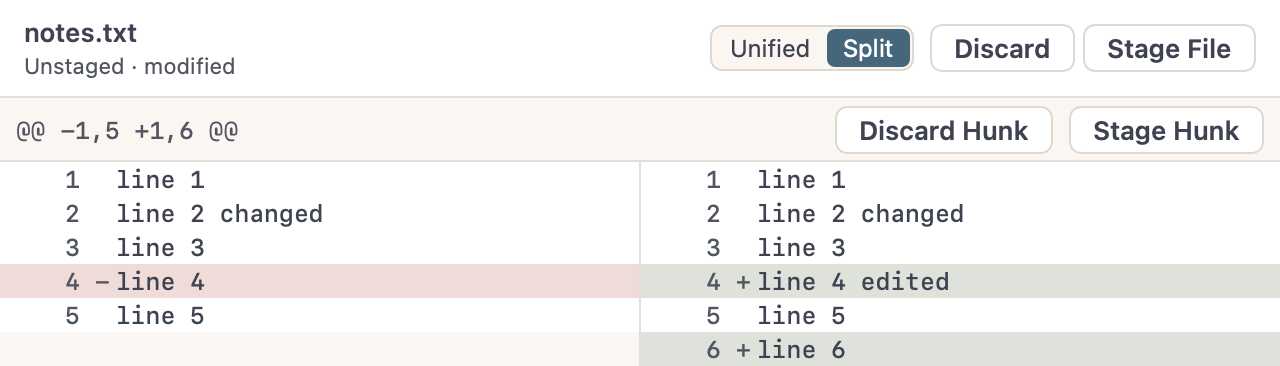 notes.txt
Unstaged · modified
Unified Split Discard Stage File
@@ −1,5 +1,6 @@ Discard Hunk Stage Hunk
1 line 1 1 line 1
2 line 2 changed 2 line 2 changed
3 line 3 3 line 3
4 −line 4 4 +line 4 edited
5 line 5 5 line 5
6 +line 6